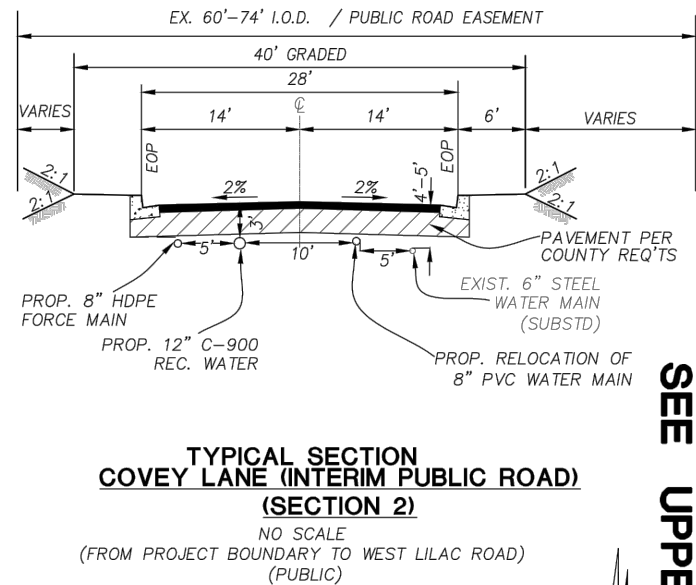 EX. 60'-74' I.O.D. / PUBLIC ROAD EASEMENT
40' GRADED
28'
VARIES
14'
℄
14'
6'
VARIES
EOP
EOP
2:1
2:1
2%
2%
4'-5'
2:1
2:1
3'
5'
10'
5'
PAVEMENT PER
COUNTY REQ'TS
PROP. 8" HDPE
FORCE MAIN
EXIST. 6" STEEL
WATER MAIN
(SUBSTD)
PROP. 12" C-900
REC. WATER
PROP. RELOCATION OF
8" PVC WATER MAIN
TYPICAL SECTION
COVEY LANE (INTERIM PUBLIC ROAD)
(SECTION 2)
NO SCALE
(FROM PROJECT BOUNDARY TO WEST LILAC ROAD)
(PUBLIC)
SEE UPPE